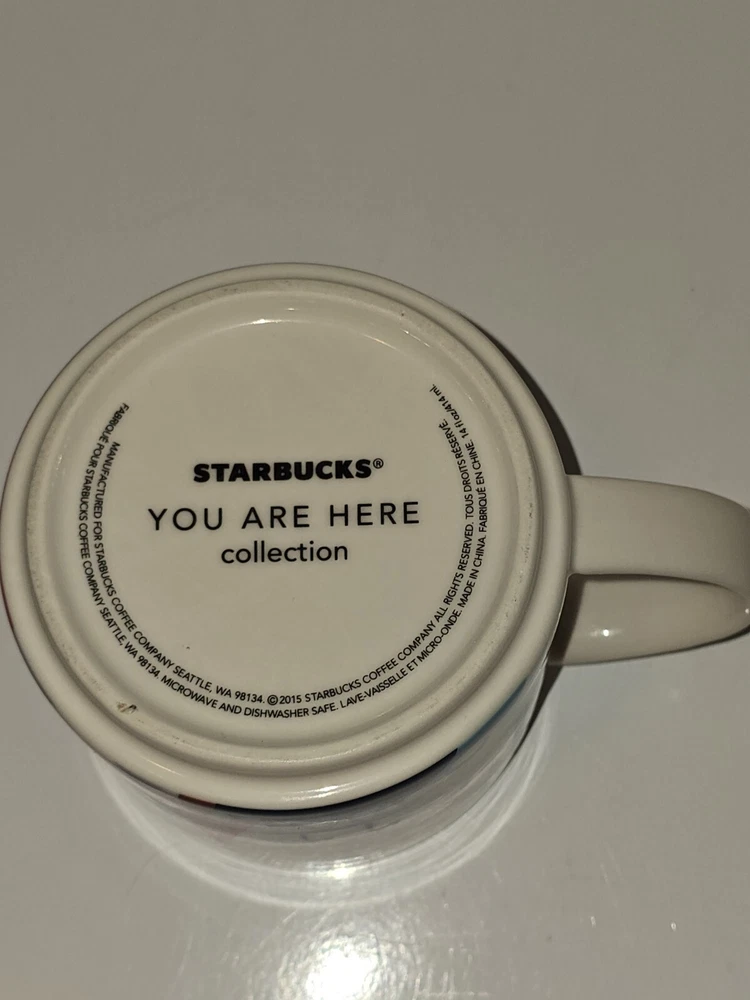 STARBUCKS®
YOU ARE HERE
collection
MANUFACTURED FOR STARBUCKS COFFEE COMPANY SEATTLE, WA 98134. ©2015 STARBUCKS COFFEE COMPANY ALL RIGHTS RESERVED. TOUS DROITS RÉSERVÉ. 14 fl oz/414 mL
FABRIQUÉ POUR STARBUCKS COFFEE COMPANY SEATTLE, WA 98134. MICROWAVE AND DISHWASHER SAFE. LAVE-VAISSELLE ET MICRO-ONDE. MADE IN CHINA. FABRIQUÉ EN CHINE.